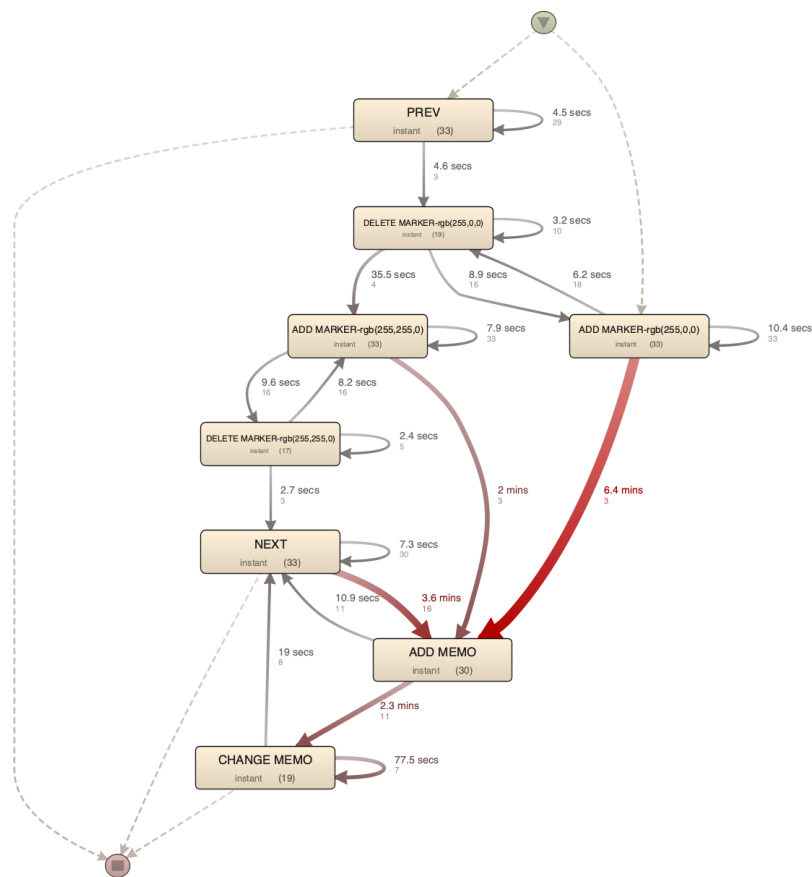 PREV
instant (33)
4.5 secs
29
4.6 secs
3
DELETE MARKER-rgb(255,0,0)
instant (19)
3.2 secs
10
35.5 secs
4
8.9 secs
16
6.2 secs
18
ADD MARKER-rgb(255,255,0)
instant (33)
7.9 secs
33
ADD MARKER-rgb(255,0,0)
instant (33)
10.4 secs
33
9.6 secs
16
8.2 secs
16
DELETE MARKER-rgb(255,255,0)
instant (17)
2.4 secs
5
2.7 secs
3
2 mins
3
6.4 mins
3
NEXT
instant (33)
7.3 secs
30
10.9 secs
11
3.6 mins
16
ADD MEMO
instant (30)
19 secs
8
2.3 mins
11
CHANGE MEMO
instant (19)
77.5 secs
7